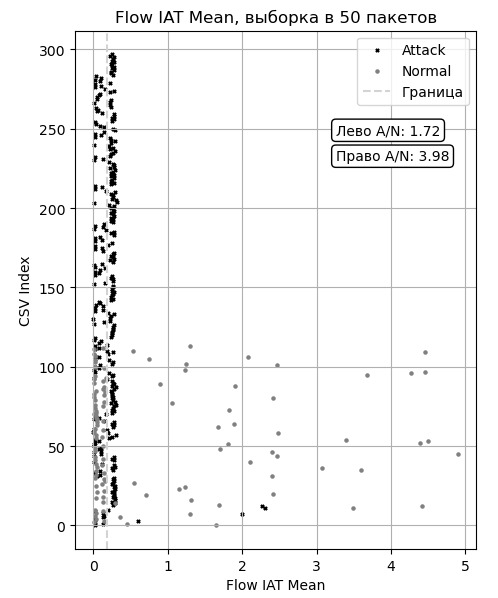 Flow IAT Mean, выборка в 50 пакетов
Attack
Normal
Граница
Лево A/N: 1.72
Право A/N: 3.98
300
250
200
150
100
50
0
CSV Index
0
1
2
3
4
5
Flow IAT Mean